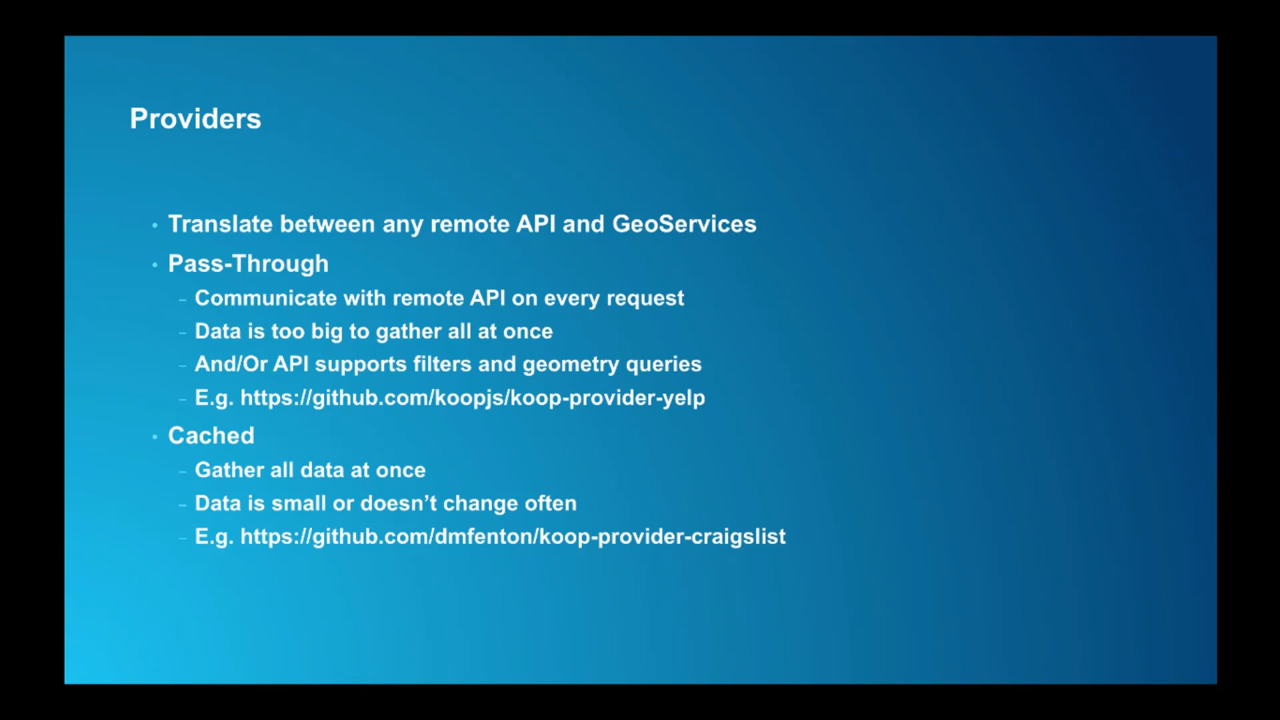 Providers
• Translate between any remote API and GeoServices
• Pass-Through
– Communicate with remote API on every request
– Data is too big to gather all at once
– And/Or API supports filters and geometry queries
– E.g. https://github.com/koopjs/koop-provider-yelp
• Cached
– Gather all data at once
– Data is small or doesn’t change often
– E.g. https://github.com/dmfenton/koop-provider-craigslist